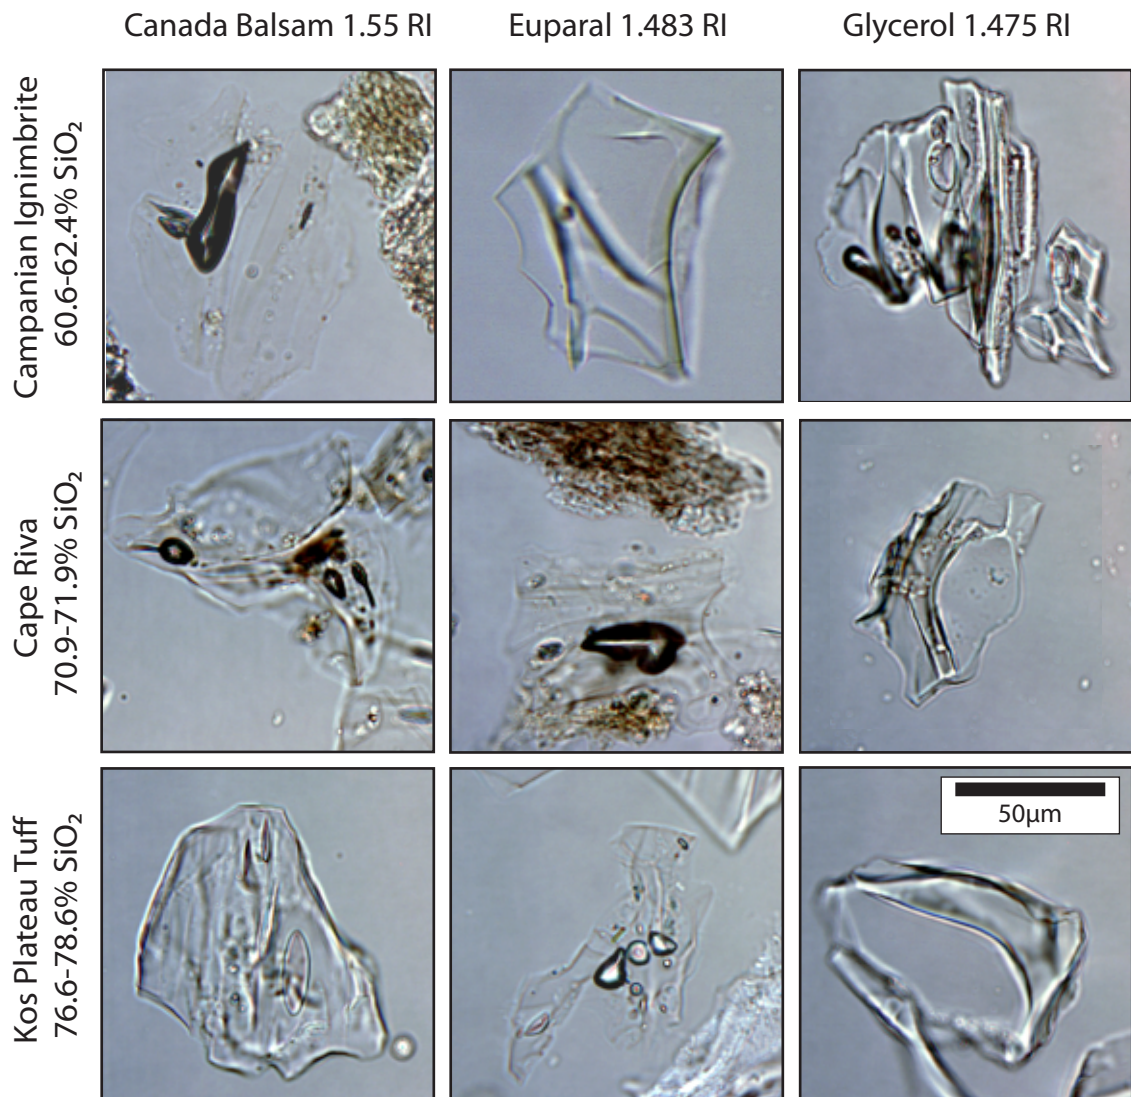 Canada Balsam 1.55 RI
Euparal 1.483 RI
Glycerol 1.475 RI
Campanian Ignimbrite
60.6-62.4% SiO₂
Cape Riva
70.9-71.9% SiO₂
Kos Plateau Tuff
76.6-78.6% SiO₂
50µm